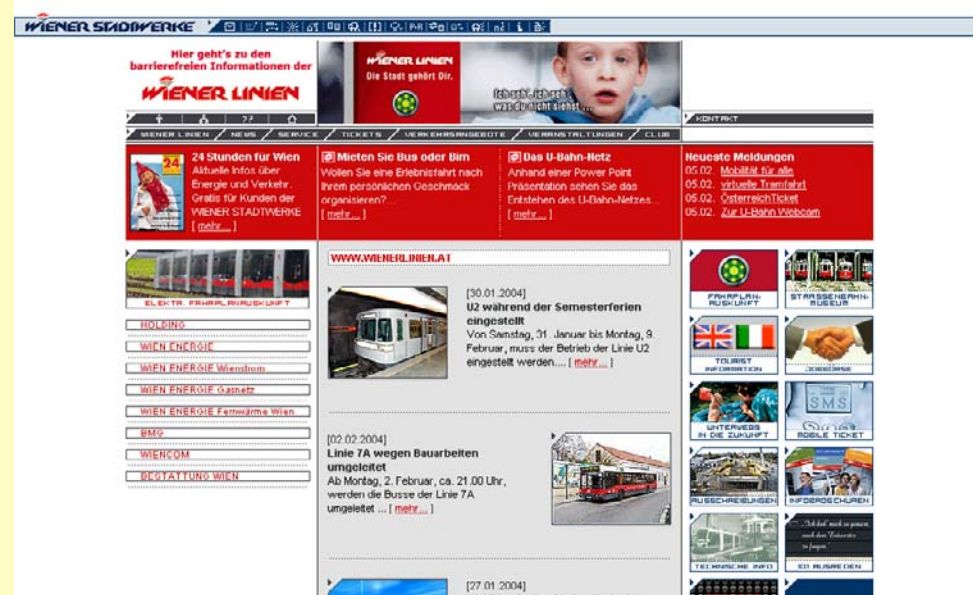 WIENER STADTWERKE
Hier geht's zu den
barrierefreien Informationen der
WIENER LINIEN
WIENER LINIEN
Die Stadt gehört Dir.
Ich seh', ich seh',
was du nicht siehst ...
KONTAKT
WIENER LINIEN / NEWS / SERVICE / TICKETS / VERKEHRSANGEBOTE / VERANSTALTUNGEN / CLUB
24
24 Stunden für Wien
Aktuelle Infos über
Energie und Verkehr.
Gratis für Kunden der
WIENER STADTWERKE
[ mehr... ]
Mieten Sie Bus oder Bim
Wollen Sie eine Erlebnisfahrt nach
Ihrem persönlichen Geschmack
organisieren?...
[ mehr... ]
Das U-Bahn-Netz
Anhand einer Power Point
Präsentation sehen Sie das
Entstehen des U-Bahn-Netzes...
[ mehr... ]
Neueste Meldungen
05.02. Mobilität für alle
05.02. virtuelle Tramfahrt
05.02. ÖsterreichTicket
05.02. Zur U-Bahn Webcam
ELEKTR. FAHRPLANAUSKUNFT
HOLDING
WIEN ENERGIE
WIEN ENERGIE Wienstrom
WIEN ENERGIE Gasnetz
WIEN ENERGIE Fernwärme Wien
BMG
WIENCOM
BESTATTUNG WIEN
WWW.WIENERLINIEN.AT
[30.01.2004]
U2 während der Semesterferien
eingestellt
Von Samstag, 31. Januar bis Montag, 9.
Februar, muss der Betrieb der Linie U2
eingestellt werden.... [ mehr... ]
[02.02.2004]
Linie 7A wegen Bauarbeiten
umgeleitet
Ab Montag, 2. Februar, ca. 21.00 Uhr,
werden die Busse der Linie 7A
umgeleitet ... [ mehr... ]
[27.01.2004]
FAHRPLAN-
AUSKUNFT
STRASSENBAHN-
MUSEUM
TOURIST
INFORMATION
JOBBÖRSE
UNTERWEGS
IN DIE ZUKUNFT
SMS
MOBILE TICKET
AUSSCHREIBUNGEN
INFOBROSCHÜREN
TECHNISCHE INFO
101 AUSREDEN